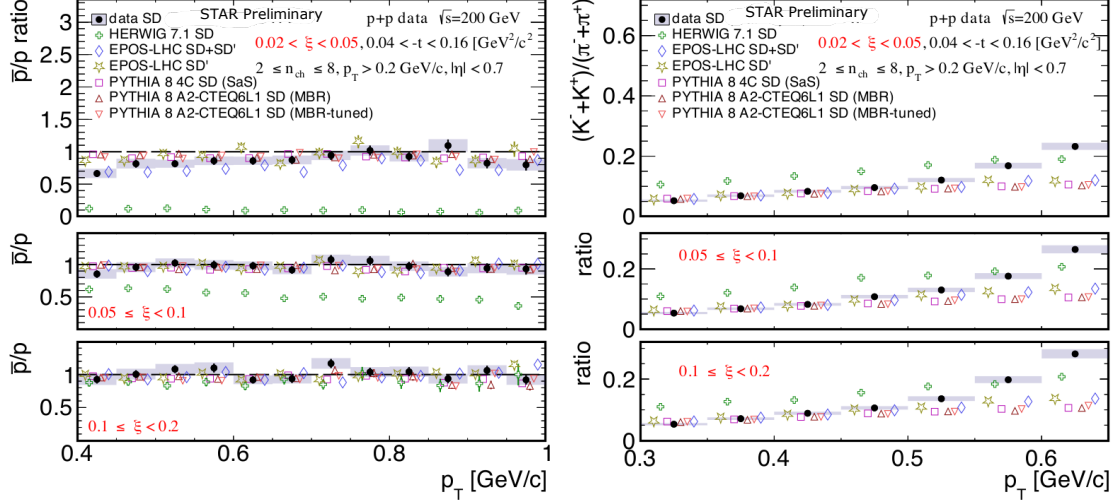 p̅/p ratio
3
2
1
0
data SD
STAR Preliminary
p+p data √s=200 GeV
HERWIG 7.1 SD
EPOS-LHC SD+SD'
0.02 < ξ < 0.05, 0.04 < -t < 0.16 [GeV²/c²]
EPOS-LHC SD'
2 ≤ n_ch ≤ 8, p_T > 0.2 GeV/c, |η| < 0.7
PYTHIA 8 4C SD (SaS)
PYTHIA 8 A2-CTEQ6L1 SD (MBR)
PYTHIA 8 A2-CTEQ6L1 SD (MBR-tuned)
p̅/p
1
0.5
0.05 ≤ ξ < 0.1
p̅/p
1
0.5
0.1 ≤ ξ < 0.2
0.4 0.6 0.8 1
p_T [GeV/c]
(K⁻+K⁺)/(π⁻+π⁺)
0.6
0.4
0.2
0
data SD
STAR Preliminary
p+p data √s=200 GeV
HERWIG 7.1 SD
EPOS-LHC SD+SD'
0.02 < ξ < 0.05, 0.04 < -t < 0.16 [GeV²/c²]
EPOS-LHC SD'
2 ≤ n_ch ≤ 8, p_T > 0.2 GeV/c, |η| < 0.7
PYTHIA 8 4C SD (SaS)
PYTHIA 8 A2-CTEQ6L1 SD (MBR)
PYTHIA 8 A2-CTEQ6L1 SD (MBR-tuned)
ratio
0.2
0
0.05 ≤ ξ < 0.1
ratio
0.2
0
0.1 ≤ ξ < 0.2
0.3 0.4 0.5 0.6
p_T [GeV/c]